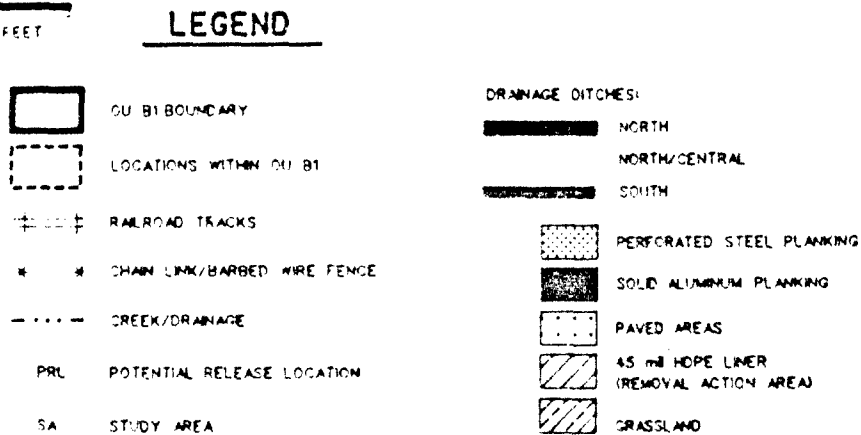 FEET
LEGEND
OU B1 BOUNDARY
LOCATIONS WITHIN OU B1
RAILROAD TRACKS
CHAIN LINK/BARBED WIRE FENCE
CREEK/DRAINAGE
PRL POTENTIAL RELEASE LOCATION
SA STUDY AREA
DRAINAGE DITCHES:
NORTH
NORTH/CENTRAL
SOUTH
PERFORATED STEEL PLANKING
SOLID ALUMINUM PLANKING
PAVED AREAS
45 mil HDPE LINER
(REMOVAL ACTION AREA)
GRASSLAND